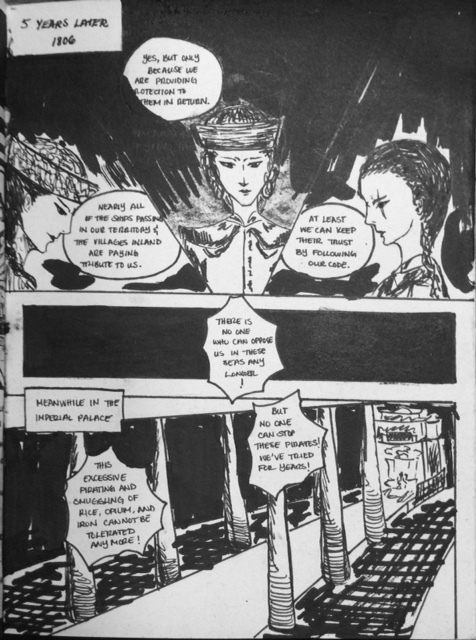 5 YEARS LATER
1806
YES, BUT ONLY
BECAUSE WE
ARE PROVIDING
PROTECTION TO
THEM IN RETURN.
NEARLY ALL
OF THE SHIPS PASSING
IN OUR TERRITORY &
THE VILLAGES INLAND
ARE PAYING
TRIBUTE TO US.
AT LEAST
WE CAN KEEP
THEIR TRUST
BY FOLLOWING
OUR CODE.
THERE IS
NO ONE
WHO CAN OPPOSE
US IN THESE
SEAS ANY
LONGER
!
MEANWHILE IN THE
IMPERIAL PALACE
THIS
EXCESSIVE
PIRATING AND
SMUGGLING OF
RICE, OPIUM, AND
IRON CANNOT BE
TOLERATED
ANY MORE!
BUT
NO ONE
CAN STOP
THESE PIRATES!
WE'VE TRIED
FOR YEARS!